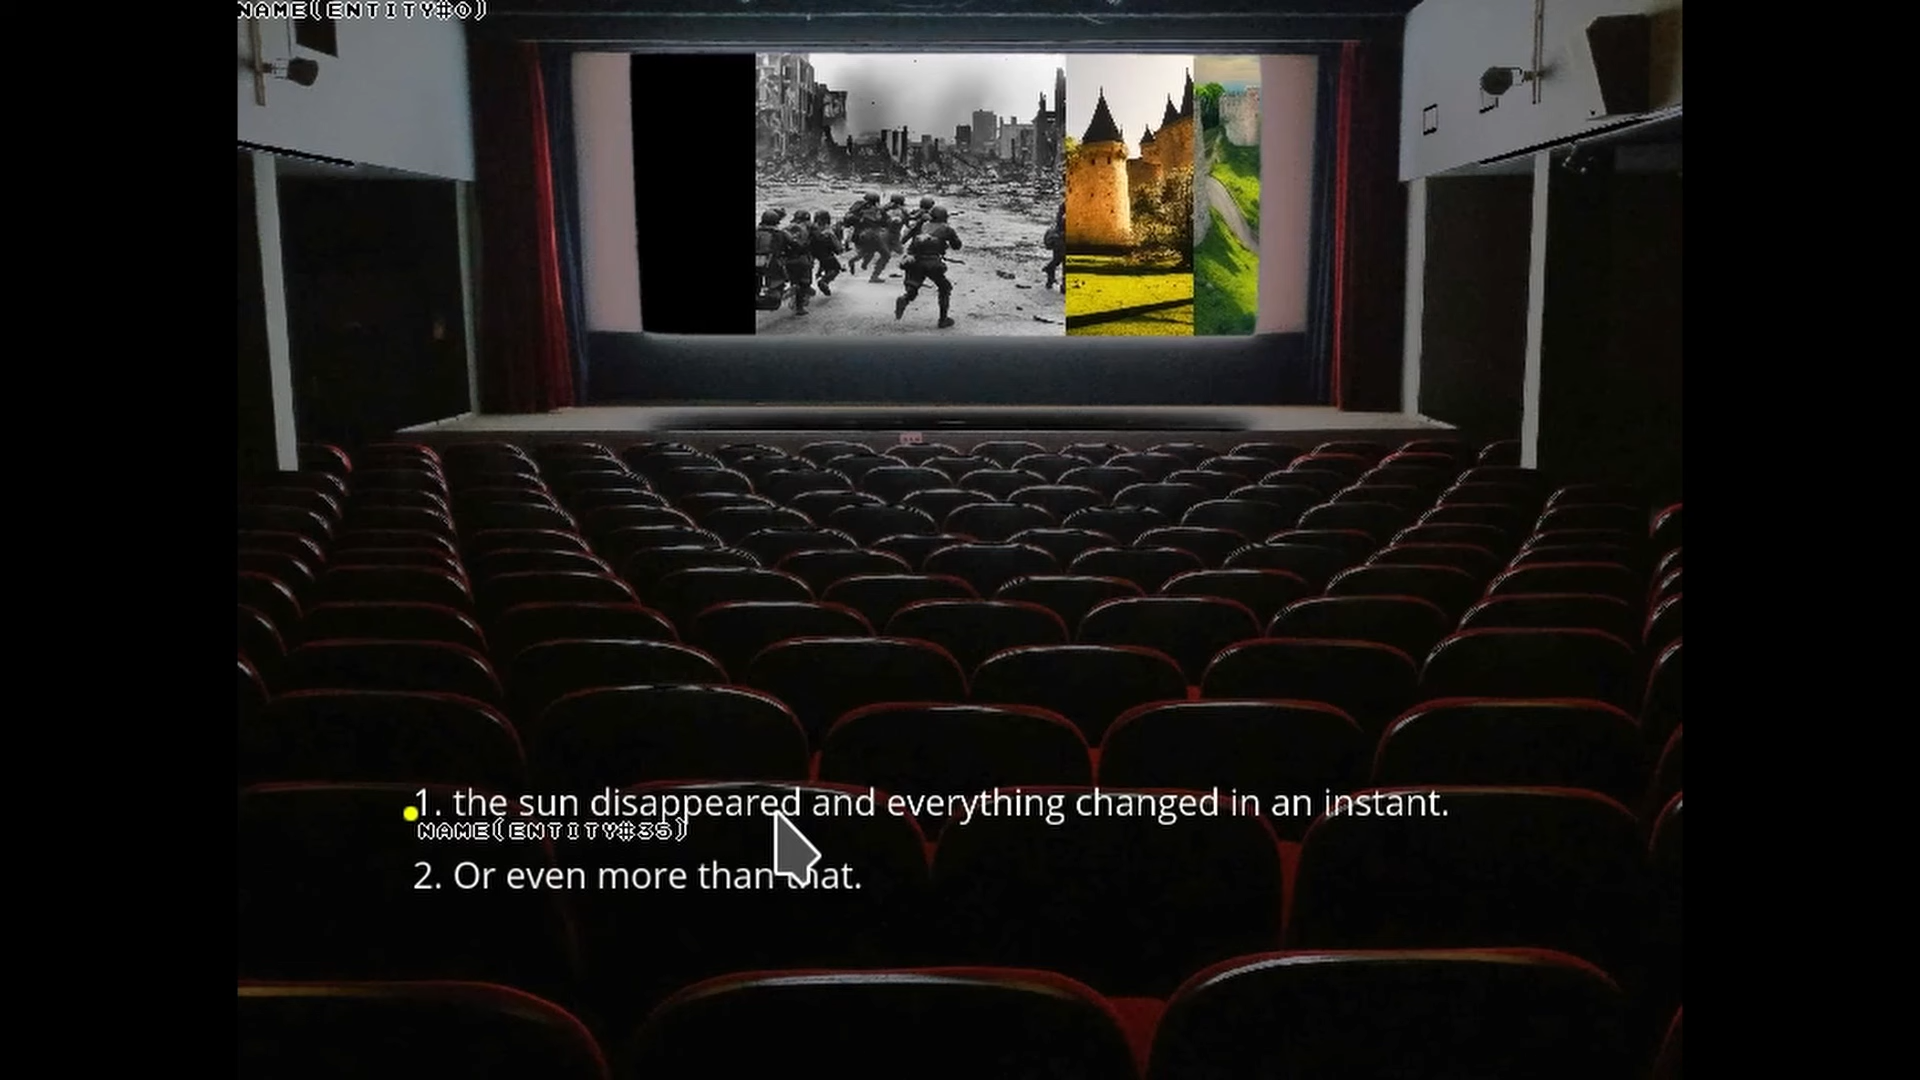 NAME(ENTITY#0)
1. the sun disappeared and everything changed in an instant.
NAME(ENTITY#35)
2. Or even more than that.